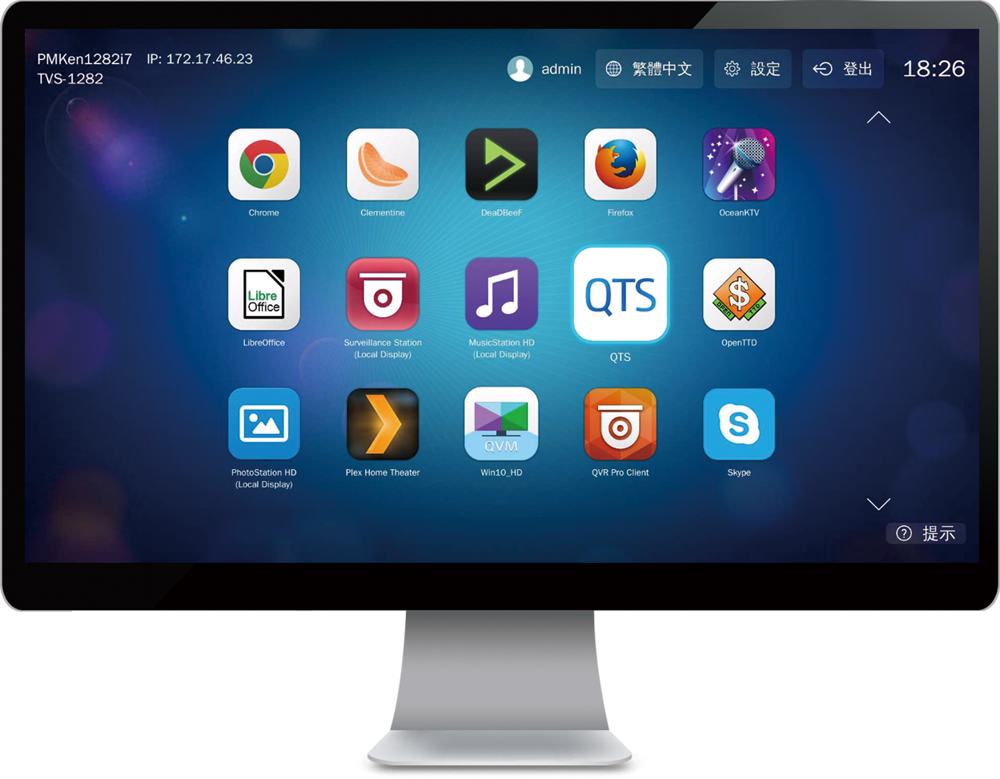 PMKen1282i7 IP: 172.17.46.23
TVS-1282
admin 繁體中文 設定 登出 18:26
Chrome Clementine DeaDBeeF Firefox OceanKTV
Libre
Office
QTS
$
OPEN TTD
LibreOffice Surveillance Station MusicStation HD QTS OpenTTD
(Local Display) (Local Display)
QVM
S
PhotoStation HD Plex Home Theater Win10_HD QVR Pro Client Skype
(Local Display)
? 提示